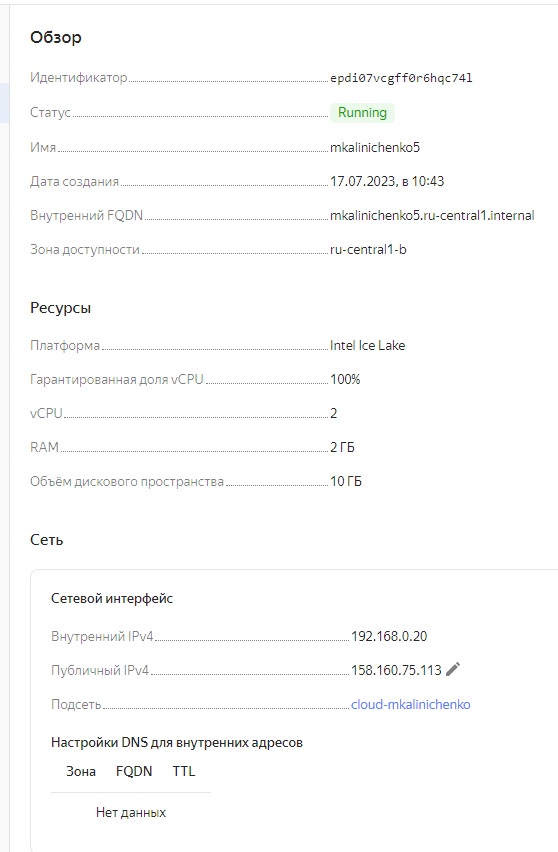 Обзор
Идентификатор epdi07vcgff0r6hqc74l
Статус Running
Имя mkalinichenko5
Дата создания 17.07.2023, в 10:43
Внутренний FQDN mkalinichenko5.ru-central1.internal
Зона доступности ru-central1-b
Ресурсы
Платформа Intel Ice Lake
Гарантированная доля vCPU 100%
vCPU 2
RAM 2 ГБ
Объём дискового пространства 10 ГБ
Сеть
Сетевой интерфейс
Внутренний IPv4 192.168.0.20
Публичный IPv4 158.160.75.113
Подсеть cloud-mkalinichenko
Настройки DNS для внутренних адресов
Зона FQDN TTL
Нет данных